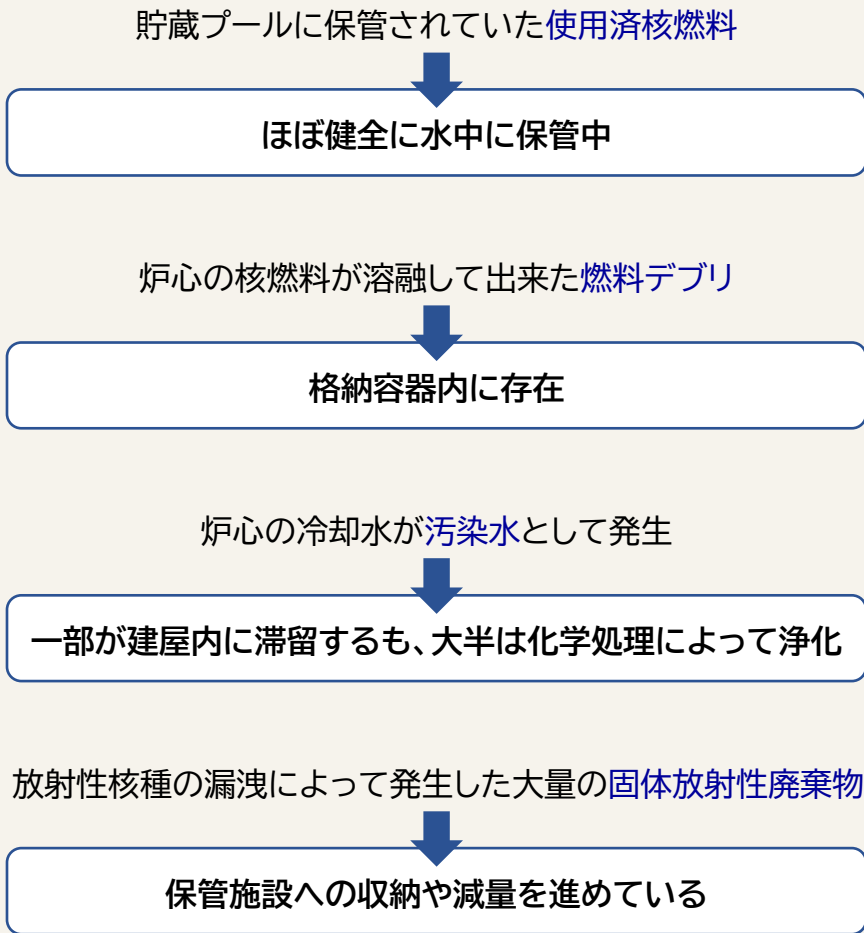 貯蔵プールに保管されていた使用済核燃料
ほぼ健全に水中に保管中
炉心の核燃料が溶融して出来た燃料デブリ
格納容器内に存在
炉心の冷却水が汚染水として発生
一部が建屋内に滞留するも、大半は化学処理によって浄化
放射性核種の漏洩によって発生した大量の固体放射性廃棄物
保管施設への収納や減量を進めている